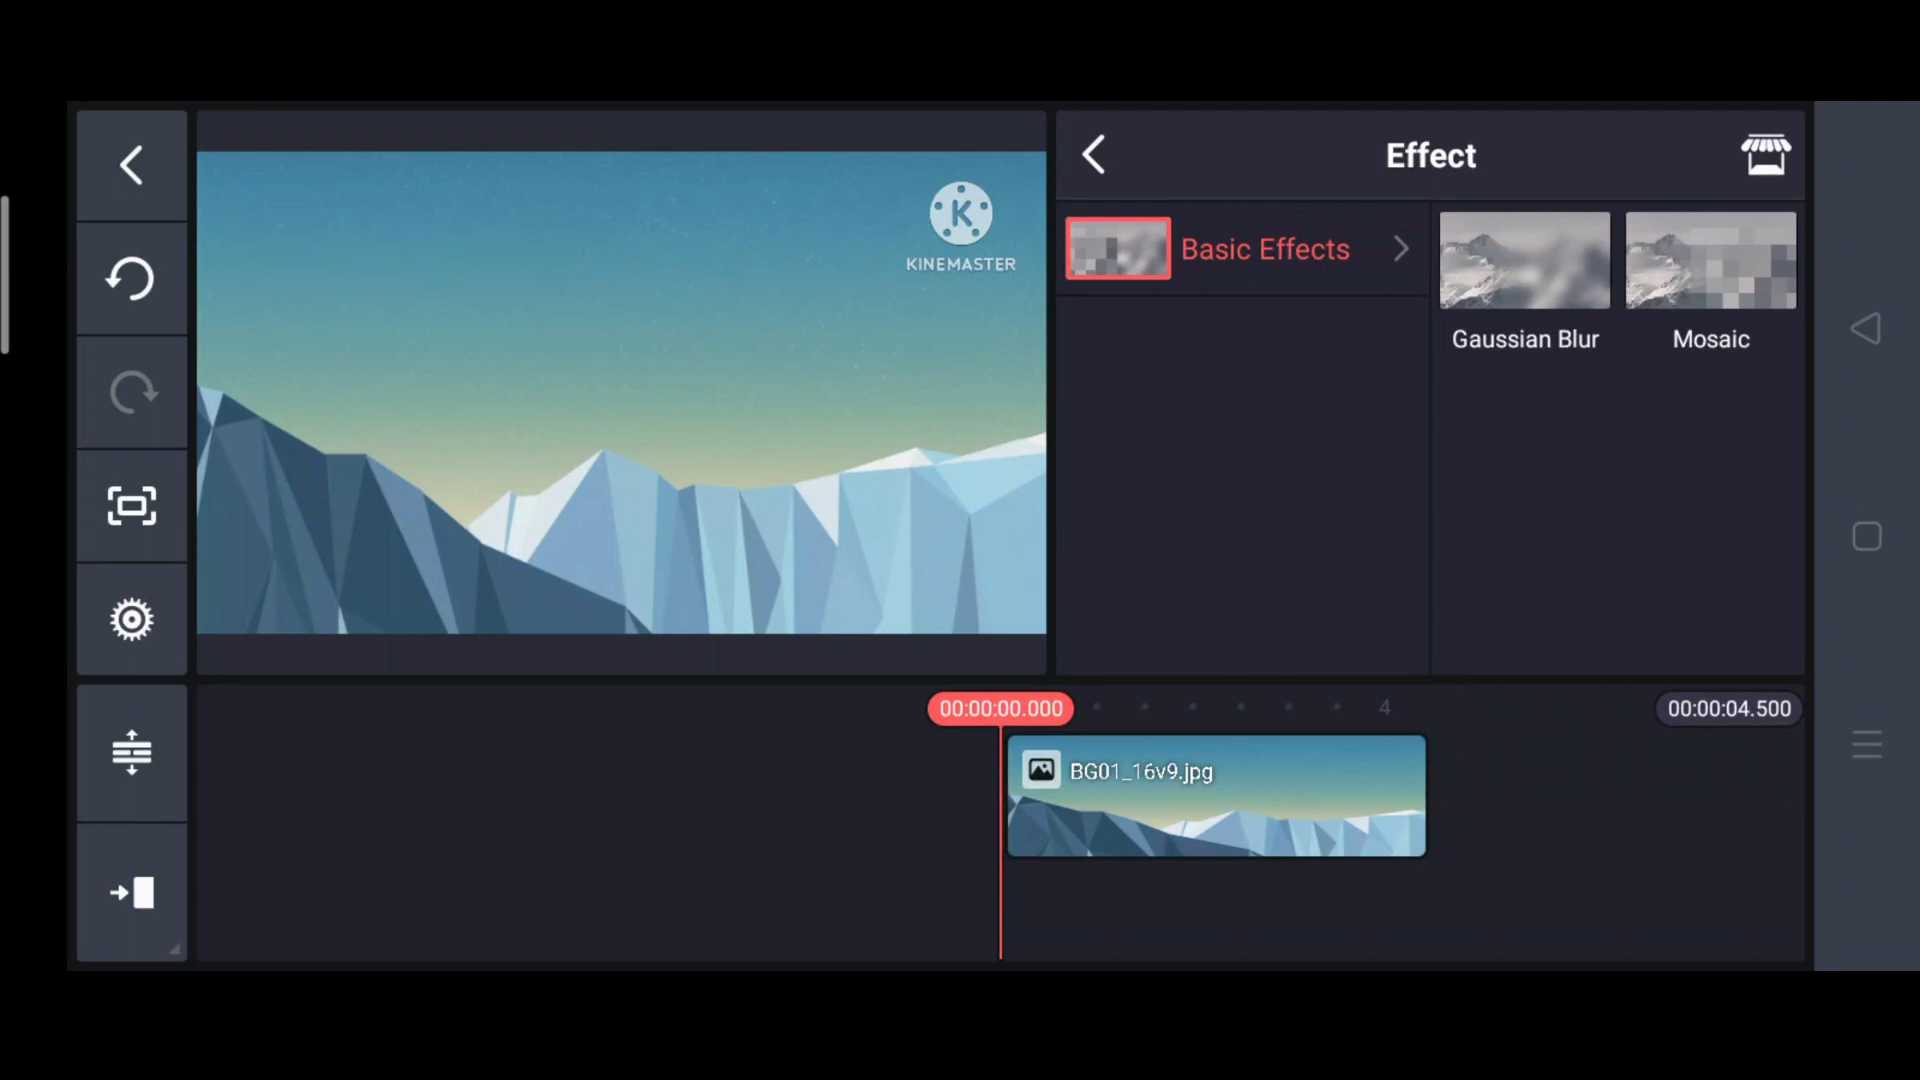 Effect
K
KINEMASTER
Basic Effects
Gaussian Blur
Mosaic
00:00:00.000
4
00:00:04.500
BG01_16v9.jpg